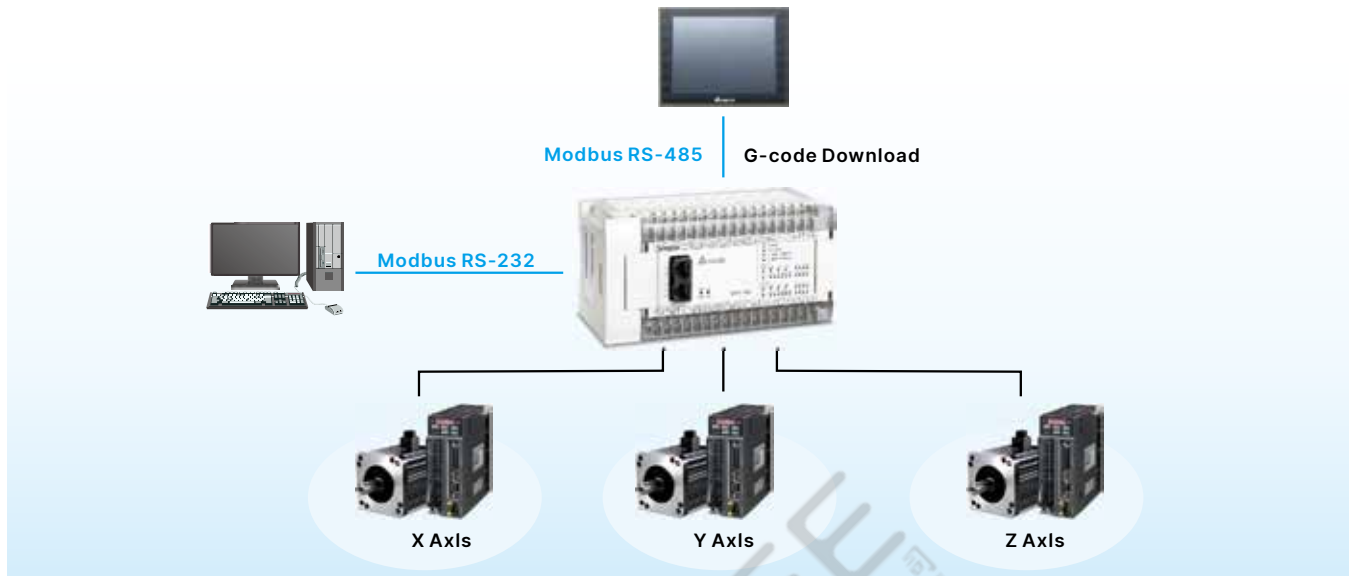 Modbus RS-485
G-code Download
Modbus RS-232
X AxIs
Y AxIs
Z AxIs